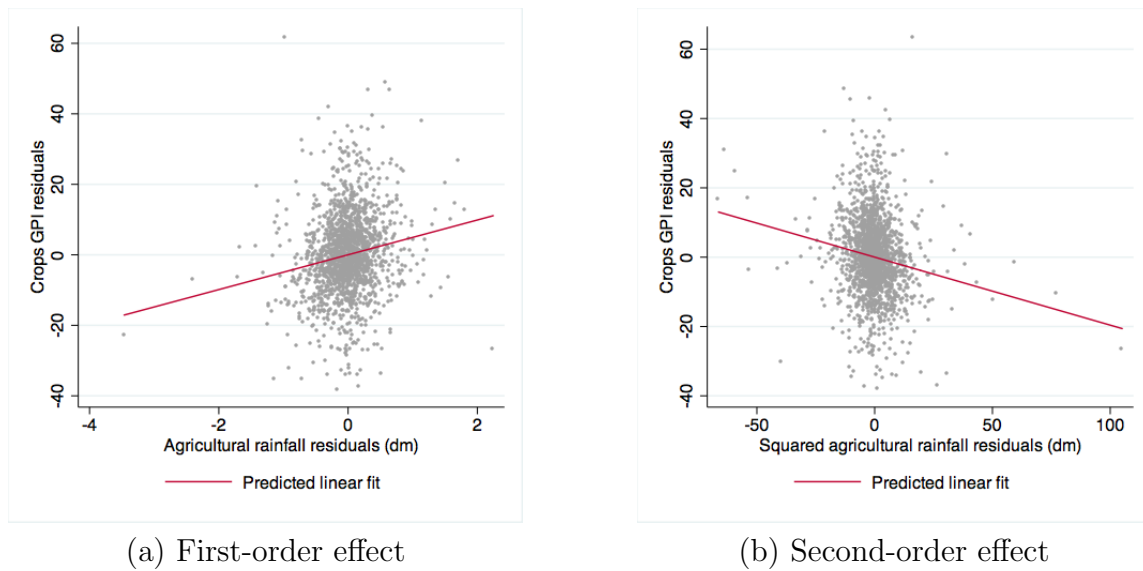 60
40
20
0
-20
-40
Crops GPI residuals
-4
-2
0
2
Agricultural rainfall residuals (dm)
Predicted linear fit
(a) First-order effect
60
40
20
0
-20
-40
Crops GPI residuals
-50
0
50
100
Squared agricultural rainfall residuals (dm)
Predicted linear fit
(b) Second-order effect